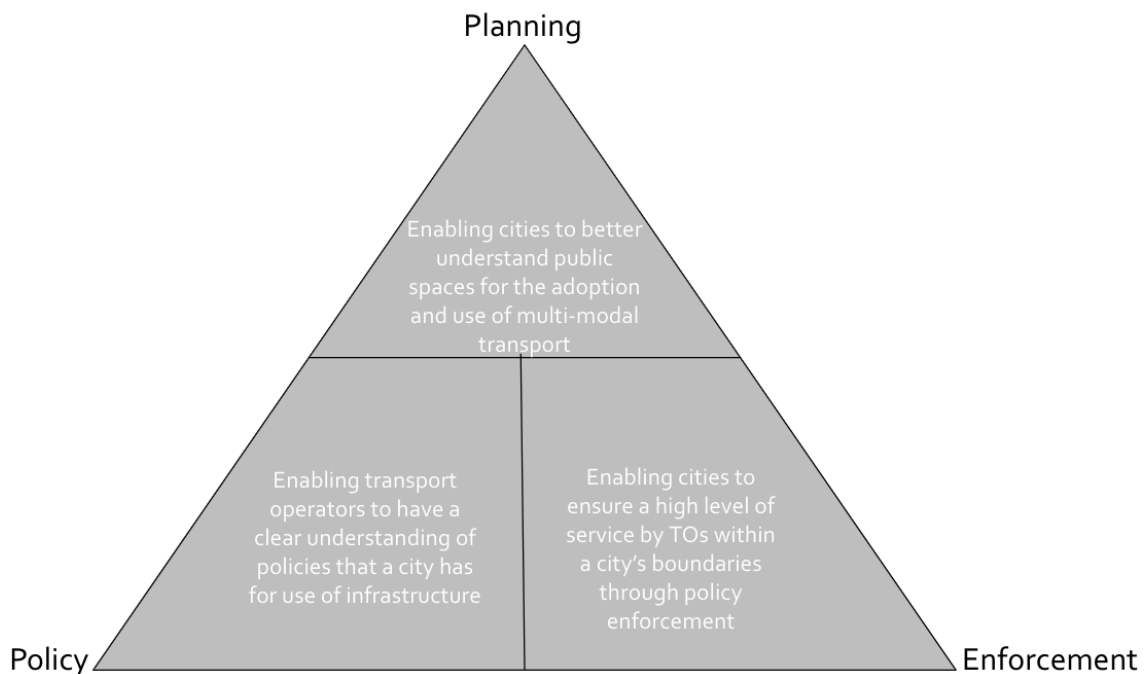 Planning
Enabling cities to better
understand public
spaces for the adoption
and use of multi-modal
transport
Enabling transport
operators to have a
clear understanding of
policies that a city has
for use of infrastructure
Enabling cities to
ensure a high level of
service by TOs within
a city’s boundaries
through policy
enforcement
Policy
Enforcement